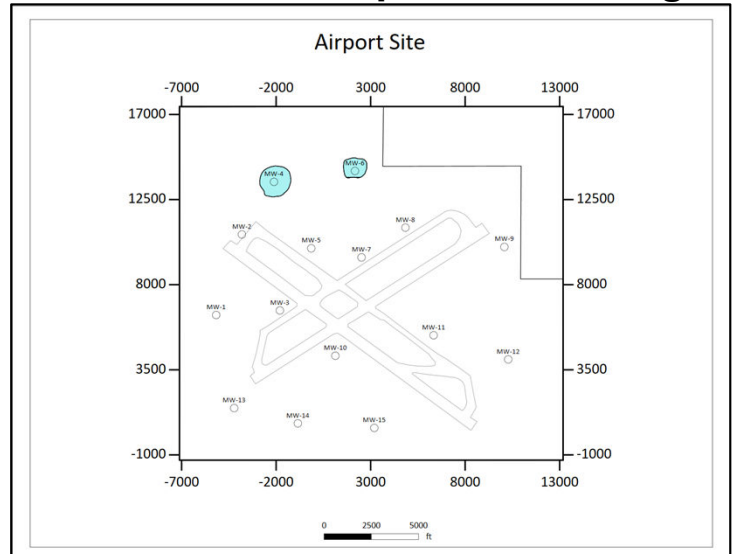 Airport Site
-7000 -2000 3000 8000 13000
17000 17000
MW-6
MW-4
12500 12500
MW-8
MW-2
MW-5 MW-9
MW-7
8000 8000
MW-3
MW-1
MW-11
MW-10 MW-12
3500 3500
MW-13
MW-14 MW-15
-1000 -1000
-7000 -2000 3000 8000 13000
0 2500 5000
ft